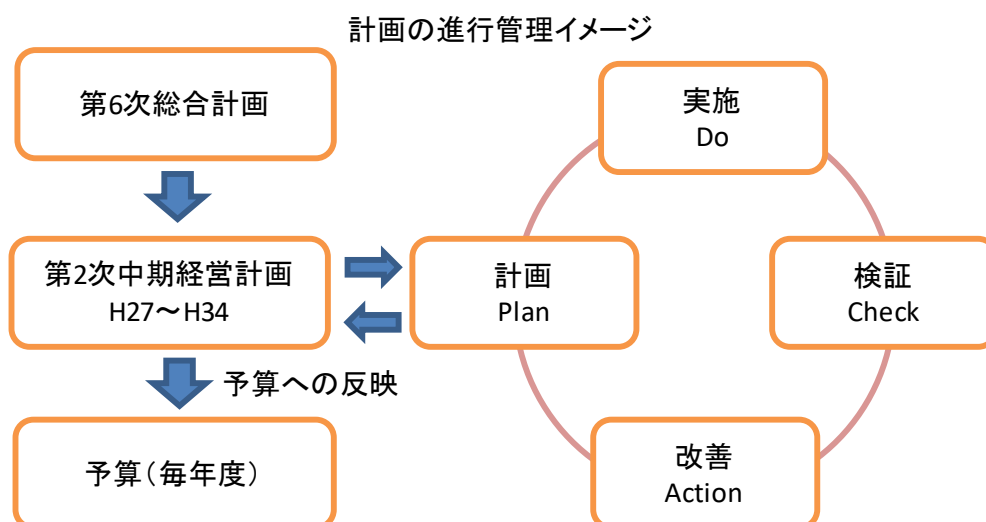 計画の進行管理イメージ
第6次総合計画
第2次中期経営計画
H27～H34
予算への反映
予算（毎年度）
実施
Do
計画
Plan
検証
Check
改善
Action